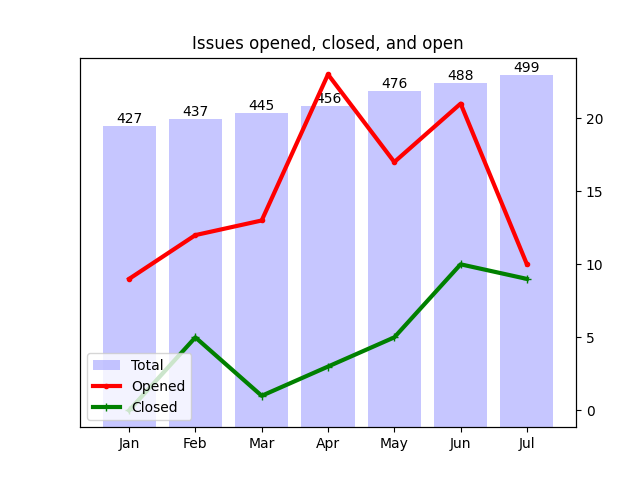 Issues opened, closed, and open
427 437 445 456 476 488 499
20
15
10
5
0
Total
Opened
Closed
Jan Feb Mar Apr May Jun Jul